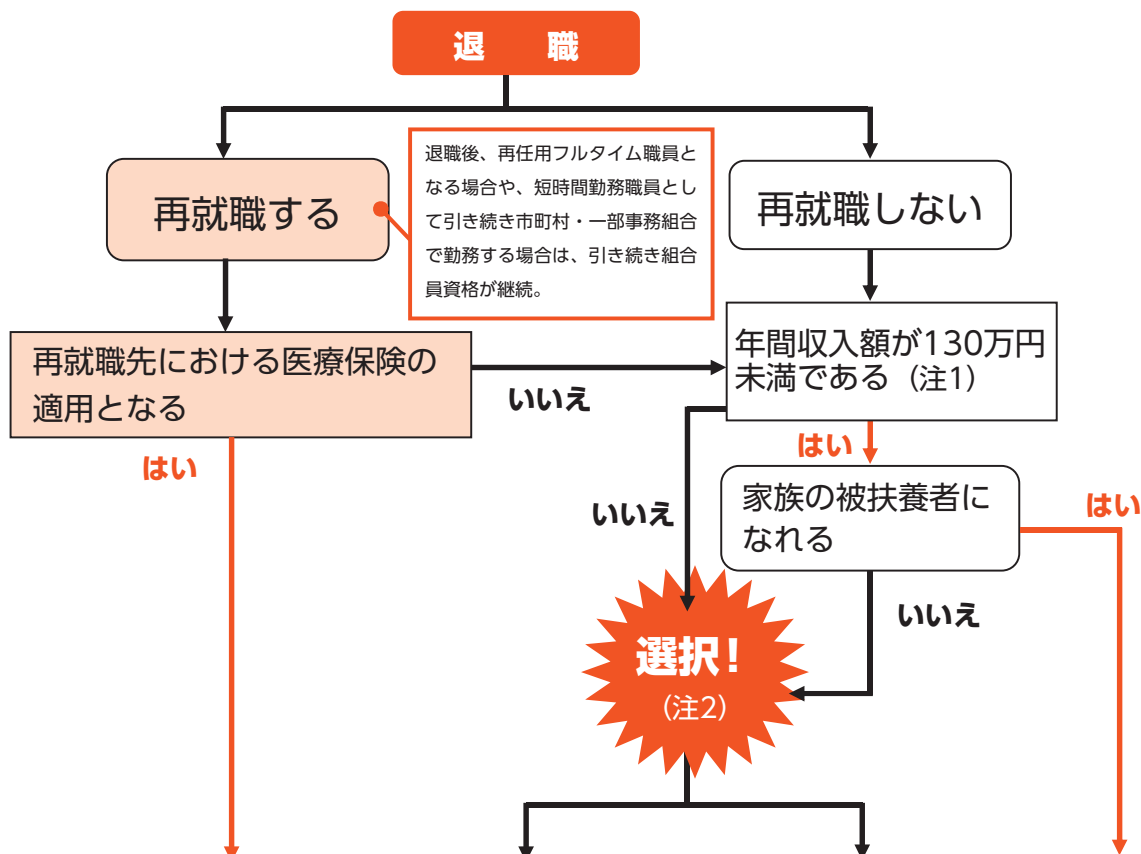 退　職
再就職する
退職後、再任用フルタイム職員と
なる場合や、短時間勤務職員とし
て引き続き市町村・一部事務組合
で勤務する場合は、引き続き組合
員資格が継続。
再就職しない
再就職先における医療保険の
適用となる
いいえ
年間収入額が130万円
未満である（注1）
はい
はい
いいえ
家族の被扶養者に
なれる
はい
いいえ
選択！
（注2）